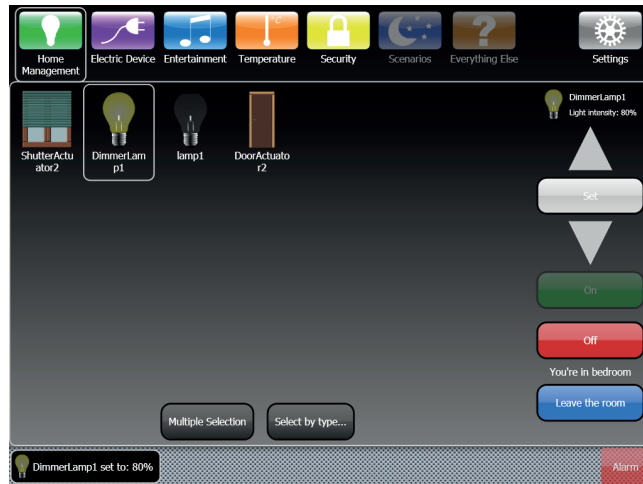 °C
?
Home
Management
Electric Device
Entertainment
Temperature
Security
Scenarios
Everything Else
Settings
ShutterActu
ator2
DimmerLam
p1
lamp1
DoorActuato
r2
DimmerLamp1
Light intensity: 80%
Set
On
Off
You're in bedroom
Leave the room
Multiple Selection
Select by type...
DimmerLamp1 set to: 80%
Alarm